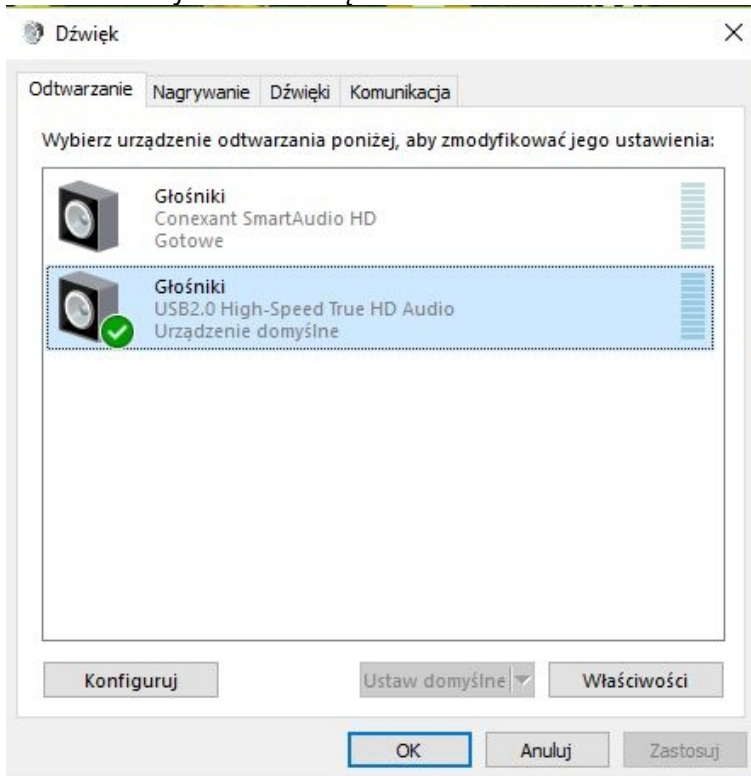 Dźwięk
Odtwarzanie Nagrywanie Dźwięki Komunikacja
Wybierz urządzenie odtwarzania poniżej, aby zmodyfikować jego ustawienia:
Głośniki
Conexant SmartAudio HD
Gotowe
Głośniki
USB2.0 High-Speed True HD Audio
Urządzenie domyślne
Konfiguruj Ustaw domyślne Właściwości
OK Anuluj Zastosuj